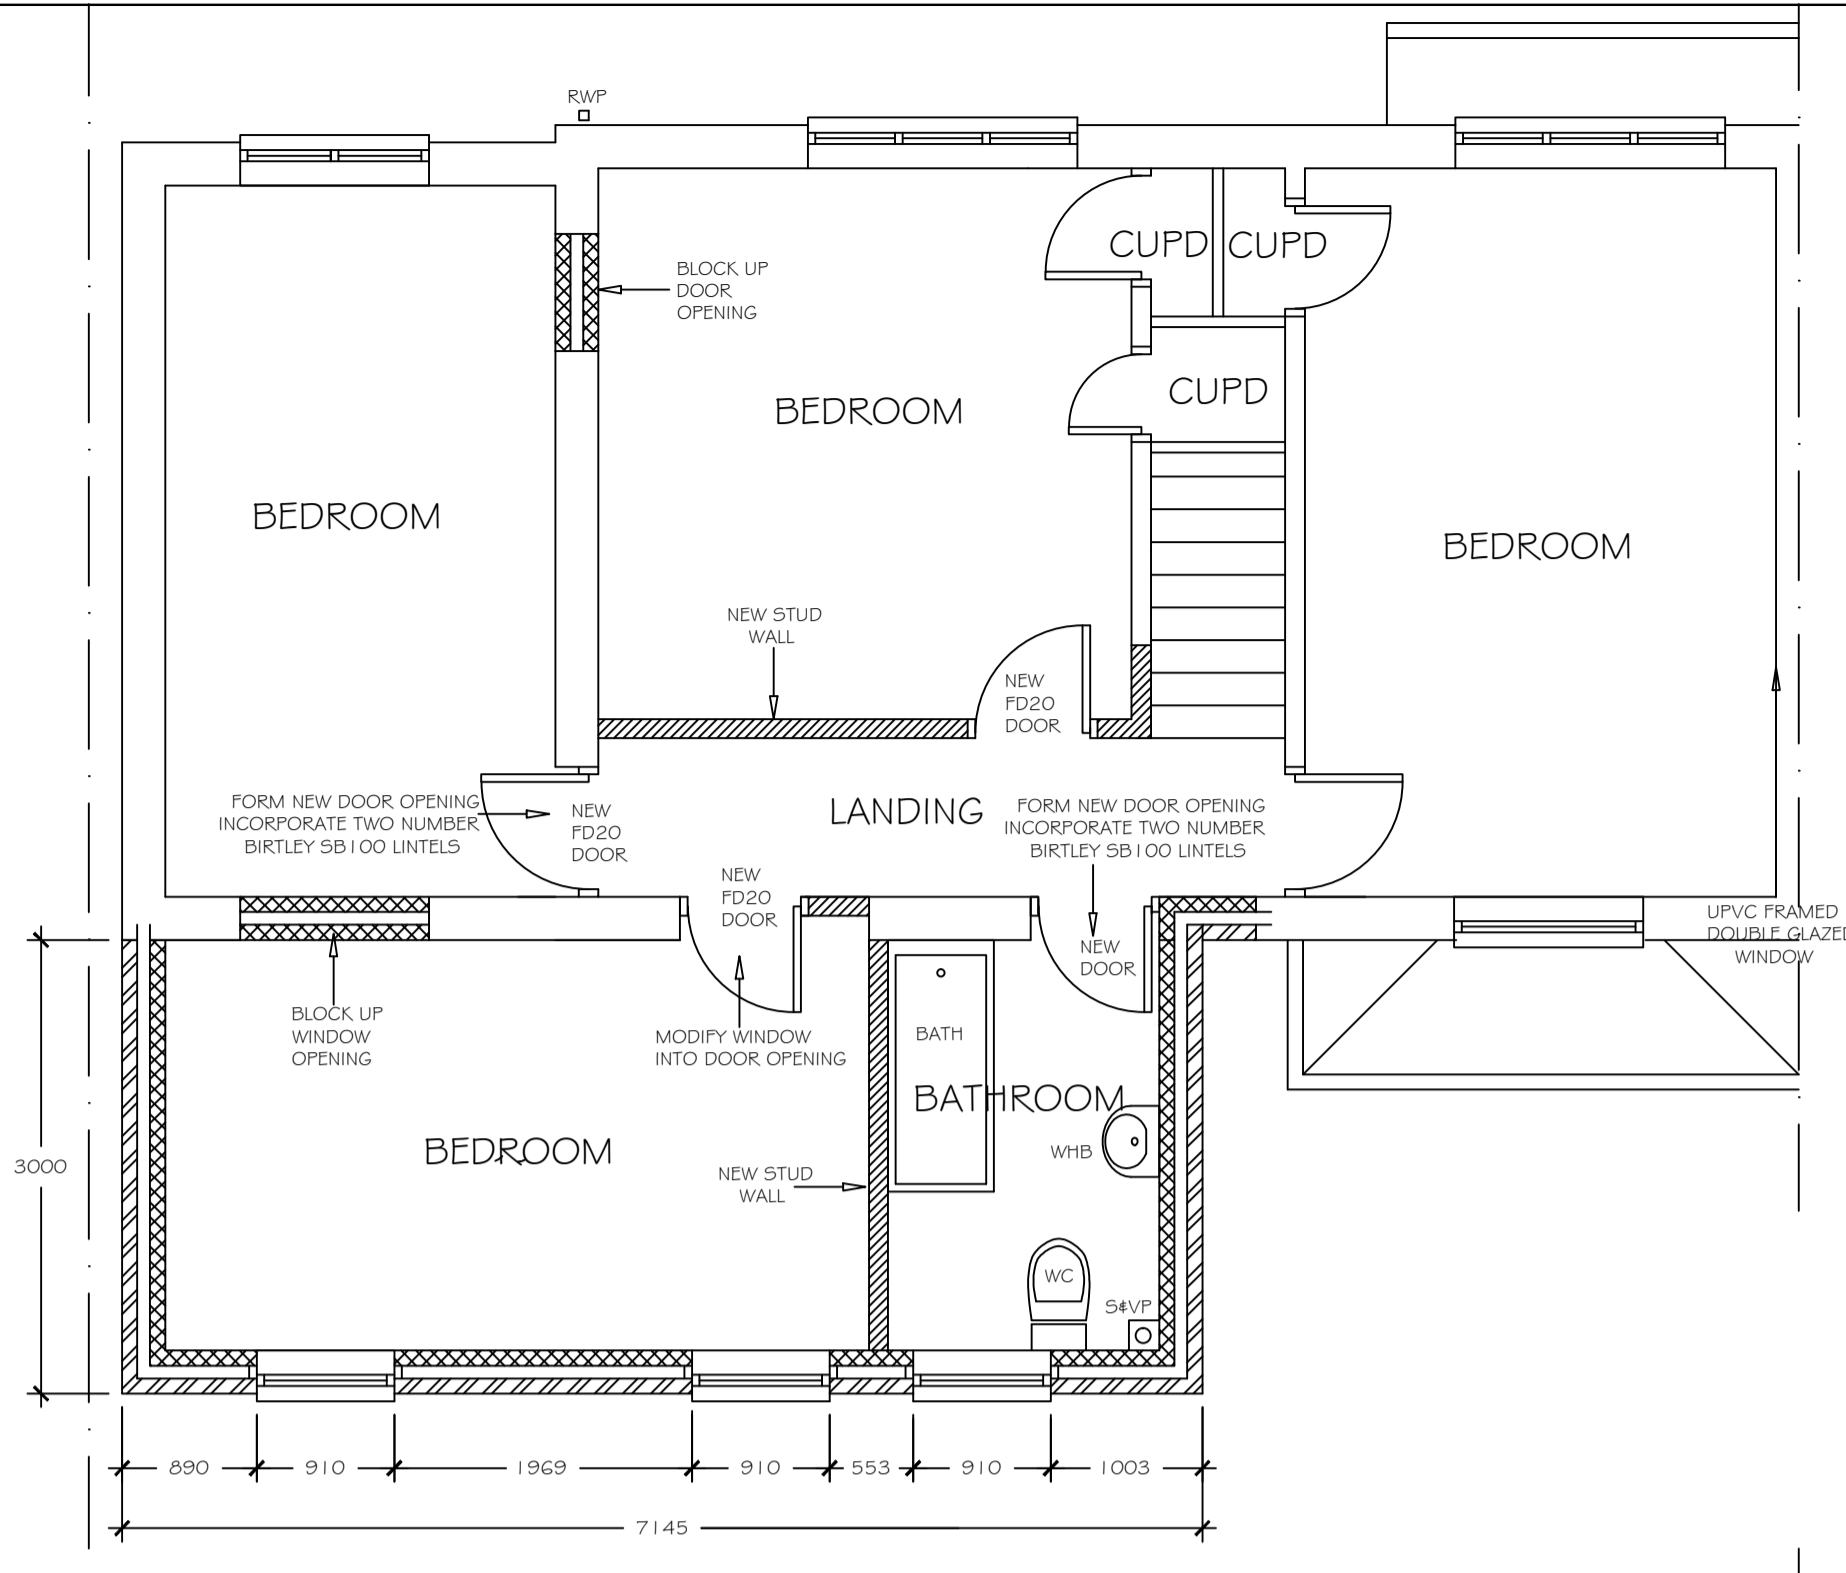 RWP
CUPD
CUPD
BLOCK UP
DOOR
OPENING
CUPD
BEDROOM
BEDROOM
BEDROOM
NEW STUD
WALL
NEW
FD20
DOOR
FORM NEW DOOR OPENING
INCORPORATE TWO NUMBER
BIRTLEY SB100 LINTELS
NEW
FD20
DOOR
LANDING
FORM NEW DOOR OPENING
INCORPORATE TWO NUMBER
BIRTLEY SB100 LINTELS
NEW
FD20
DOOR
UPVC FRAMED
DOUBLE GLAZED
WINDOW
NEW
DOOR
BLOCK UP
WINDOW
OPENING
MODIFY WINDOW
INTO DOOR OPENING
BATH
BATHROOM
BEDROOM
WHB
3000
NEW STUD
WALL
WC
S&VP
890
910
1969
910
553
910
1003
7145